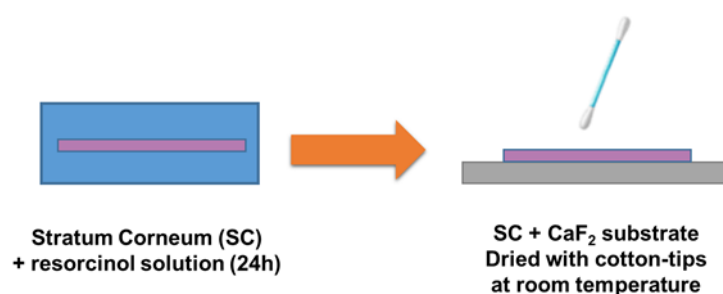 Stratum Corneum (SC)
+ resorcinol solution (24h)
SC + CaF₂ substrate
Dried with cotton-tips
at room temperature